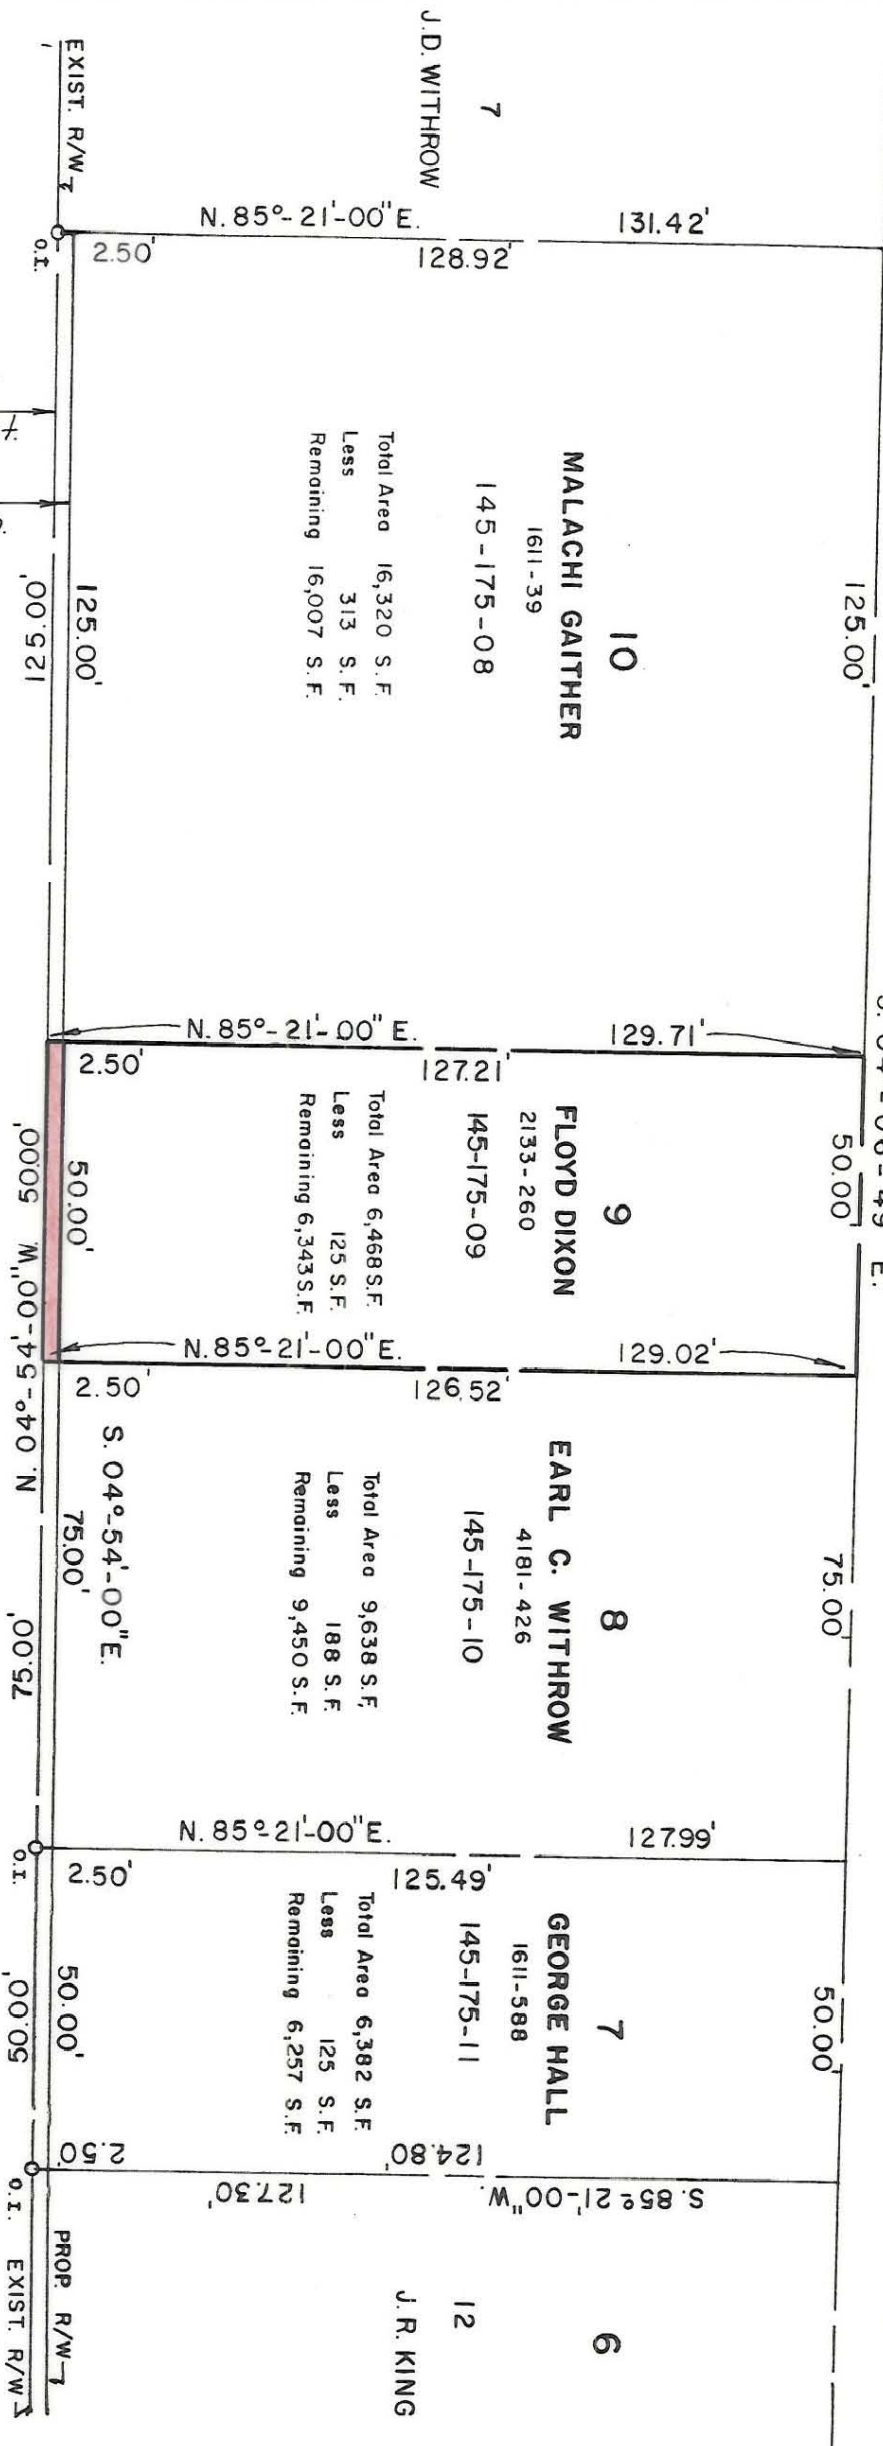 7
J.D. WITHROW
EXIST. R/W
N. 85°-21'-00" E.
131.42'
2.50'
128.92'
O.I.
125.00'
10
MALACHI GAITHER
1611-39
145-175-08
Total Area 16,320 S.F.
Less 313 S.F.
Remaining 16,007 S.F.
125.00'
125.00'
N. 85°-21'-00" E.
129.71'
2.50'
127.21'
50.00'
9
FLOYD DIXON
2133-260
145-175-09
Total Area 6,468 S.F.
Less 125 S.F.
Remaining 6,343 S.F.
50.00'
50.00'
N. 04°-54'-00" W
N. 85°-21'-00" E.
129.02'
2.50'
126.52'
75.00'
8
EARL C. WITHROW
4181-426
145-175-10
Total Area 9,638 S.F.
Less 188 S.F.
Remaining 9,450 S.F.
S. 04°-54'-00" E.
75.00'
75.00'
N. 85°-21'-00" E.
127.99'
2.50'
125.49'
O.I.
50.00'
7
GEORGE HALL
1611-588
145-175-11
Total Area 6,382 S.F.
Less 125 S.F.
Remaining 6,257 S.F.
50.00'
50.00'
S. 85°-21'-00" W.
124.80'
2.50'
127.30'
O.I.
6
12
J. R. KING
PROP. R/W
EXIST. R/W